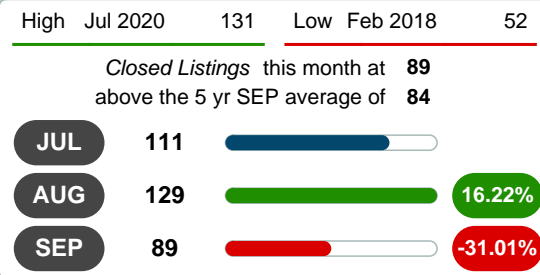 High Jul 2020 131 Low Feb 2018 52
Closed Listings this month at 89
above the 5 yr SEP average of 84
JUL 111
AUG 129 16.22%
SEP 89 -31.01%